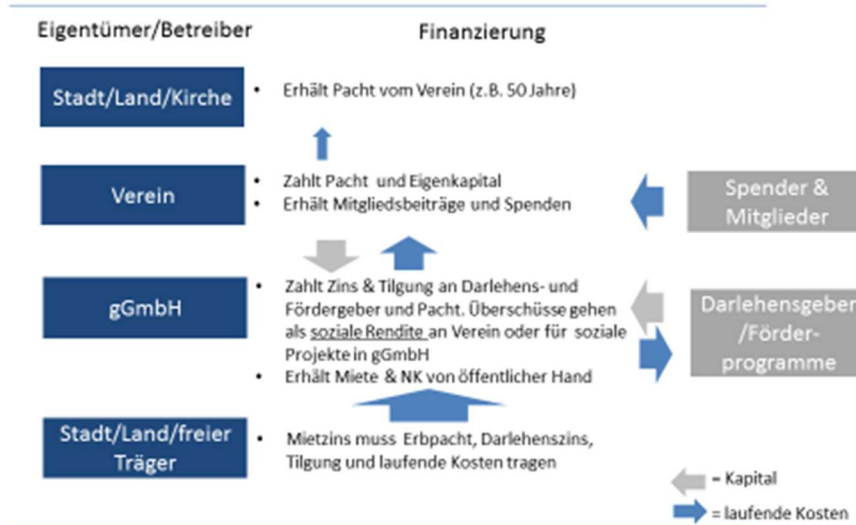 Eigentümer/Betreiber
Finanzierung
Stadt/Land/Kirche
• Erhält Pacht vom Verein (z.B. 50 Jahre)
Verein
• Zahlt Pacht und Eigenkapital
• Erhält Mitgliedsbeiträge und Spenden
Spender &
Mitglieder
gGmbH
• Zahlt Zins & Tilgung an Darlehens- und
Fördergeber und Pacht. Überschüsse gehen
als soziale Rendite an Verein oder für soziale
Projekte in gGmbH
• Erhält Miete & NK von öffentlicher Hand
Darlehensgeber
/Förder-
programme
Stadt/Land/freier
Träger
• Mietzins muss Erbpacht, Darlehenszins,
Tilgung und laufende Kosten tragen
= Kapital
= laufende Kosten